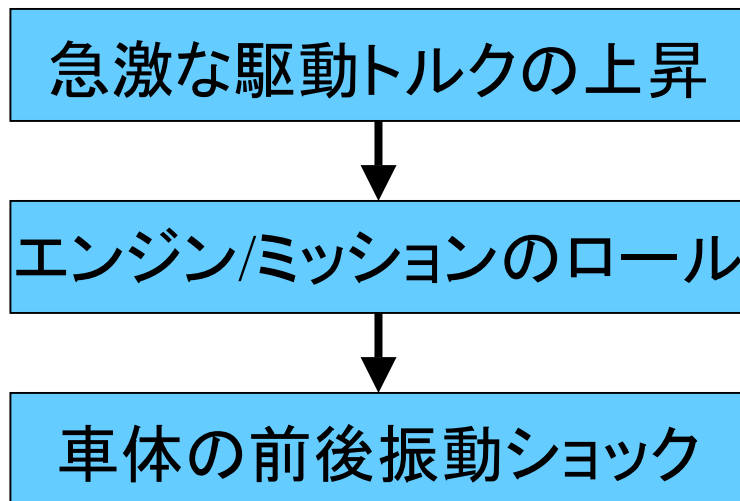 急激な駆動トルクの上昇
エンジン/ミッションのロール
車体の前後振動ショック